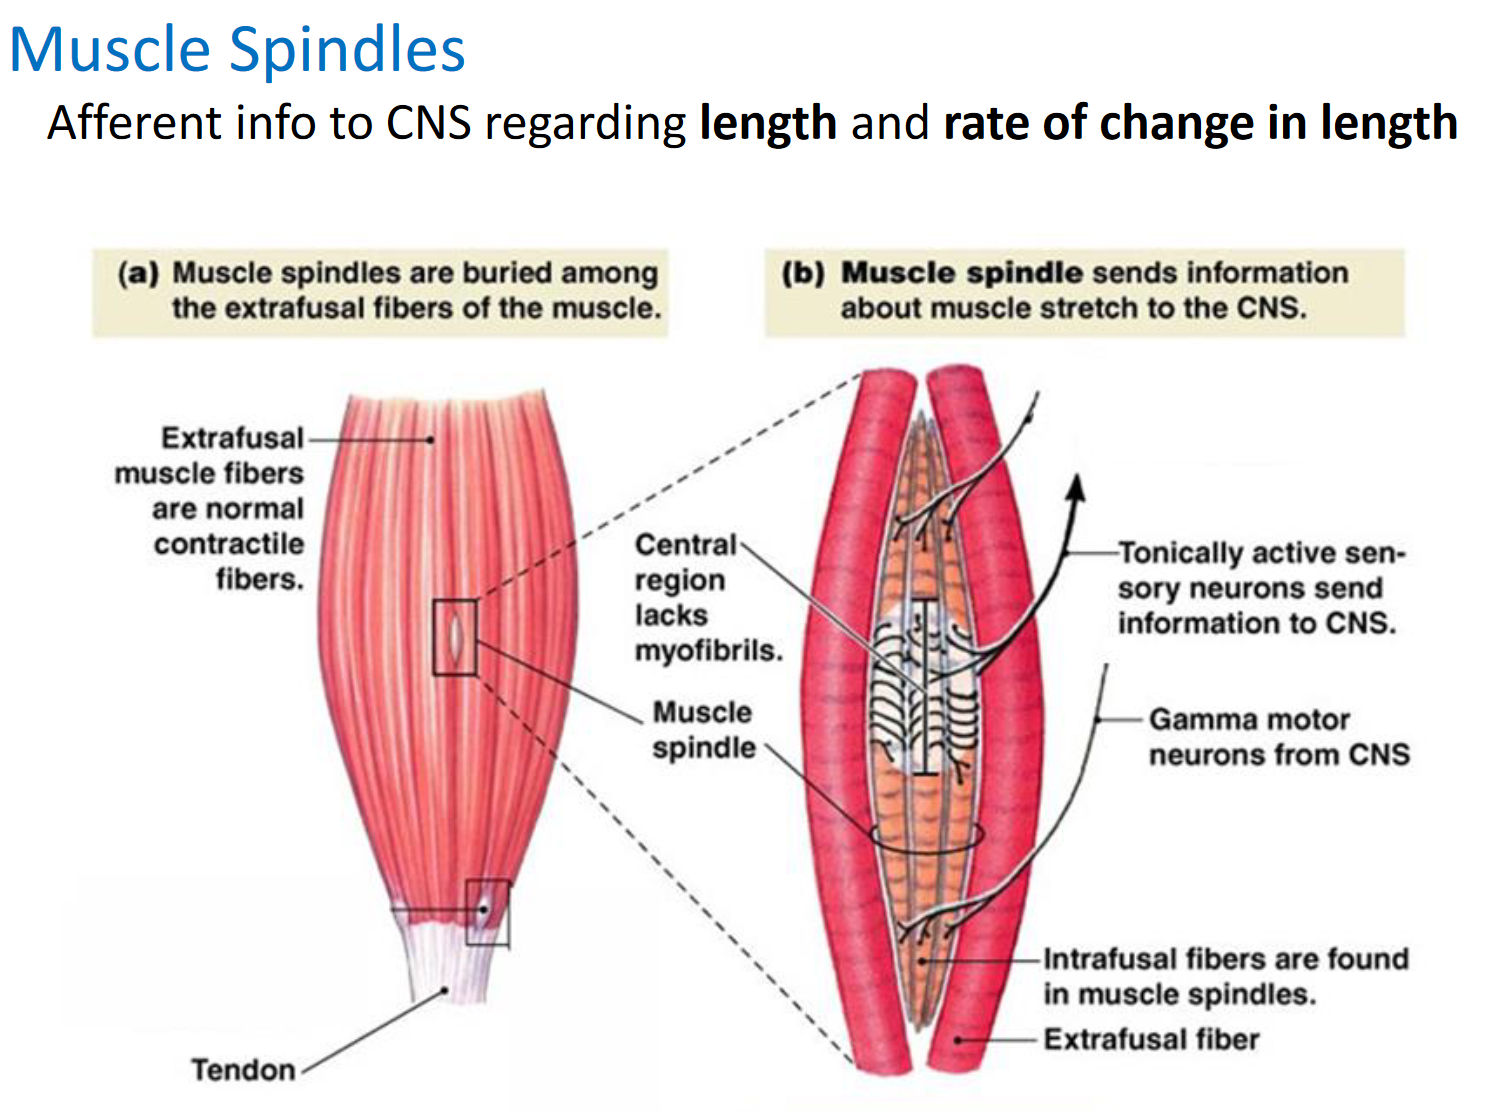 Muscle Spindles
Afferent info to CNS regarding length and rate of change in length
(a) Muscle spindles are buried among
the extrafusal fibers of the muscle.
(b) Muscle spindle sends information
about muscle stretch to the CNS.
Extrafusal
muscle fibers
are normal
contractile
fibers.
Central
region
lacks
myofibrils.
Muscle
spindle
Tendon
Tonically active sen-
sory neurons send
information to CNS.
Gamma motor
neurons from CNS
Intrafusal fibers are found
in muscle spindles.
Extrafusal fiber